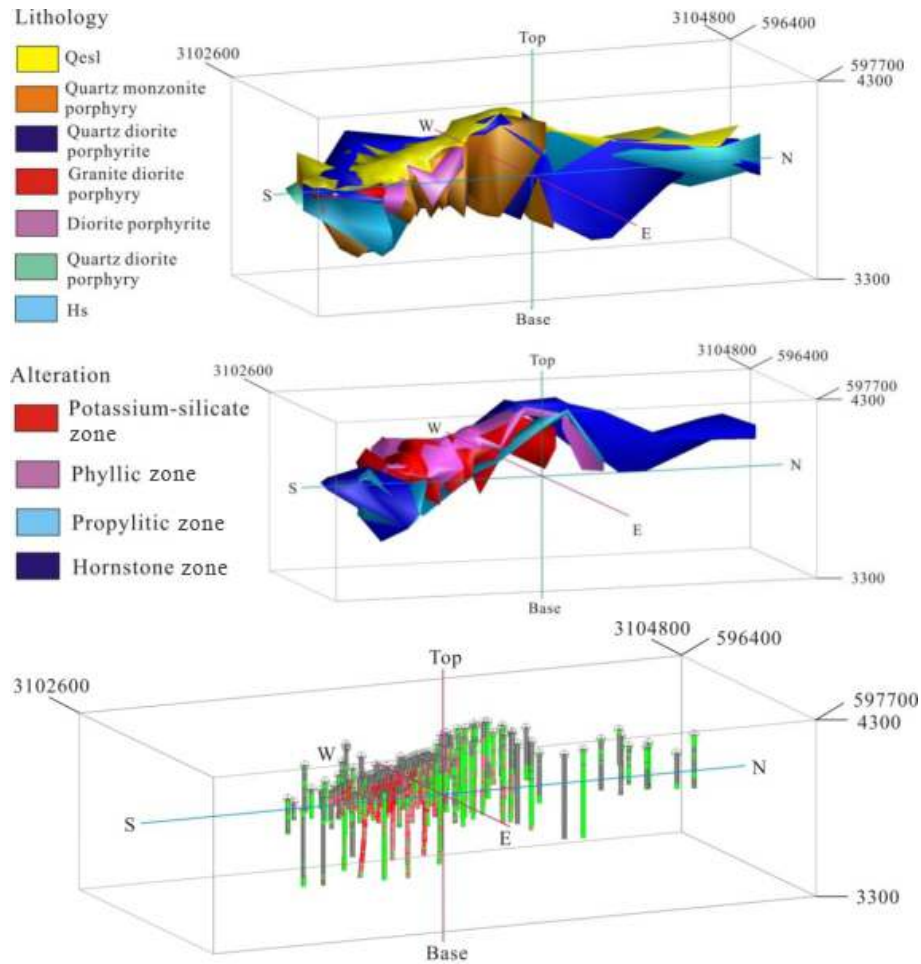 Lithology
Qesl
Quartz monzonite
porphyry
Quartz diorite
porphyrite
Granite diorite
porphyry
Diorite porphyrite
Quartz diorite
porphyry
Hs
3102600
Top
3104800
596400
597700
4300
W
N
S
E
3300
Base
Alteration
Potassium-silicate
zone
Phyllic zone
Propylitic zone
Hornstone zone
3102600
Top
3104800
596400
597700
4300
W
N
S
E
3300
Base
3102600
Top
3104800
596400
597700
4300
W
N
S
E
3300
Base